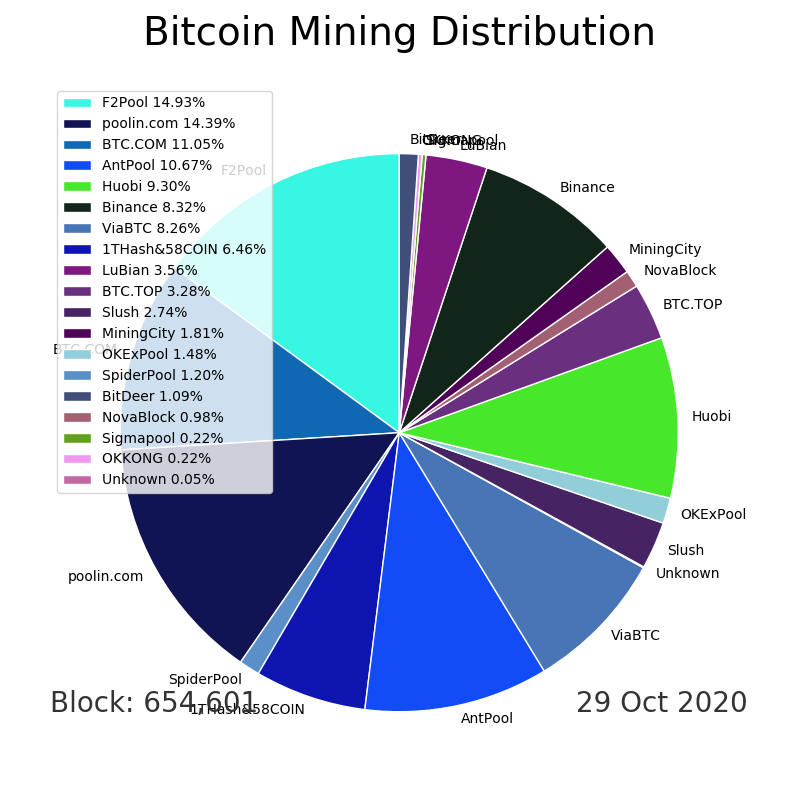 Bitcoin Mining Distribution
F2Pool 14.93%
poolin.com 14.39%
BTC.COM 11.05%
AntPool 10.67%
Huobi 9.30%
Binance 8.32%
ViaBTC 8.26%
1THash&58COIN 6.46%
LuBian 3.56%
BTC.TOP 3.28%
Slush 2.74%
MiningCity 1.81%
OKExPool 1.48%
SpiderPool 1.20%
BitDeer 1.09%
NovaBlock 0.98%
Sigmapool 0.22%
OKKONG 0.22%
Unknown 0.05%
F2Pool
BTC.COM
poolin.com
SpiderPool
1THash&58COIN
AntPool
ViaBTC
Unknown
Slush
OKExPool
Huobi
BTC.TOP
NovaBlock
MiningCity
Binance
LuBian
Sigmapool
OKKONG
Block: 654,601
29 Oct 2020